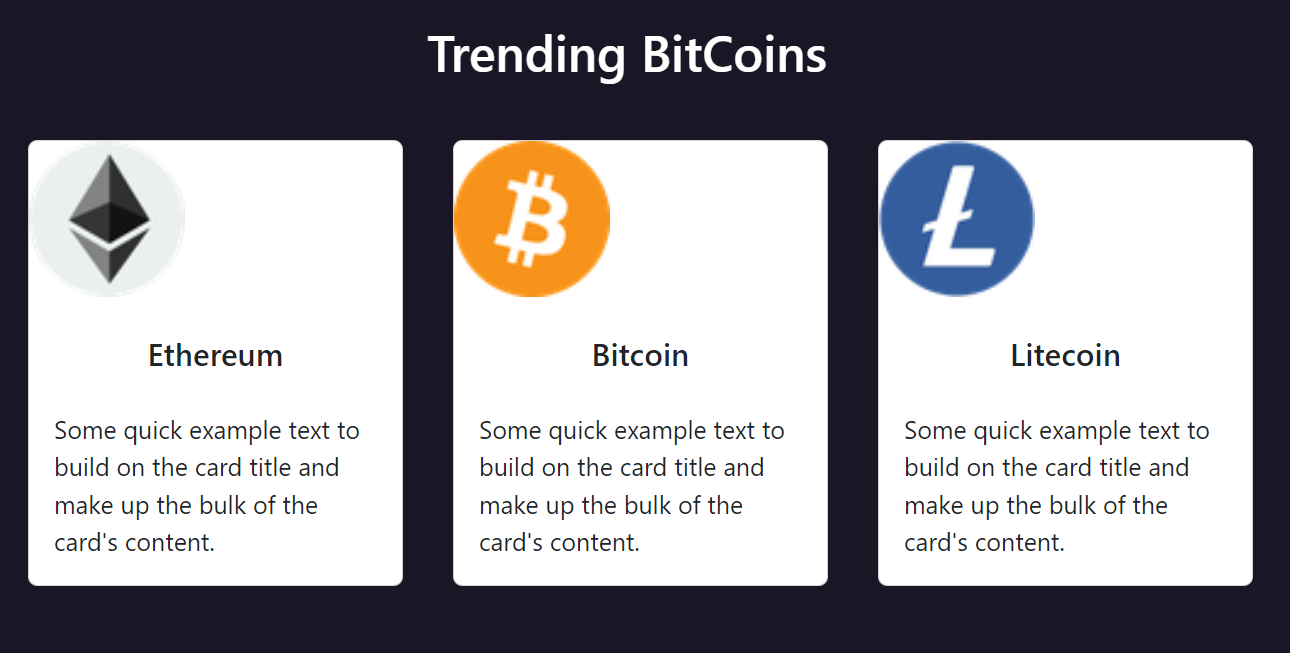 Trending BitCoins
Ethereum
Some quick example text to
build on the card title and
make up the bulk of the
card's content.
Bitcoin
Some quick example text to
build on the card title and
make up the bulk of the
card's content.
Litecoin
Some quick example text to
build on the card title and
make up the bulk of the
card's content.